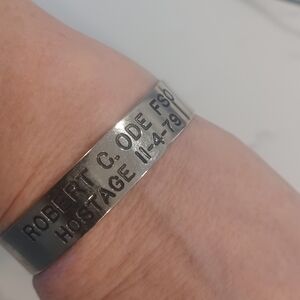 ROBERT C. ODE FSO
HOSTAGE 11-4-79